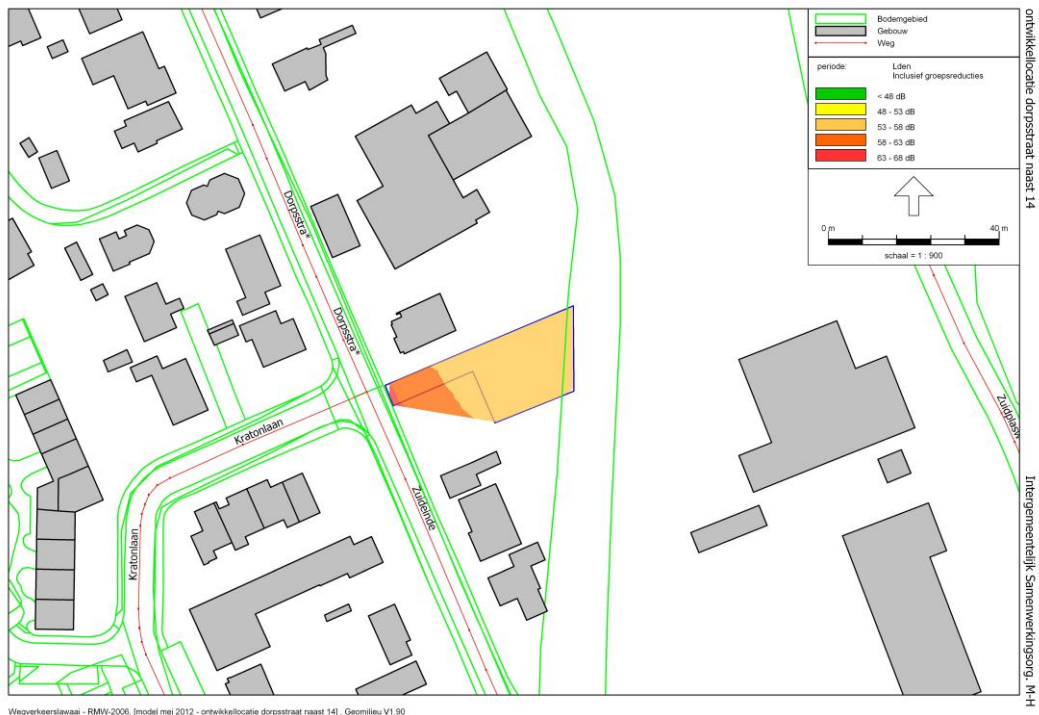 Bodemgebied
Gebouw
Weg
periode: Lden
Inclusief groepsreducties
< 48 dB
48 - 53 dB
53 - 58 dB
58 - 63 dB
63 - 68 dB
0 m 40 m
schaal = 1 : 900
ontwikkellocatie dorpsstraat naast 14
Intergemeentelijk Samenwerkingsorg. M-H
Dorpsstra*
Dorpsstra*
Kratonlaan
Kratonlaan
Zuideinde
Zuidplasw
Wegverkeerslawaai - RMW-2006, [model mei 2012 - ontwikkellocatie dorpsstraat naast 14] , Geomilieu V1.90